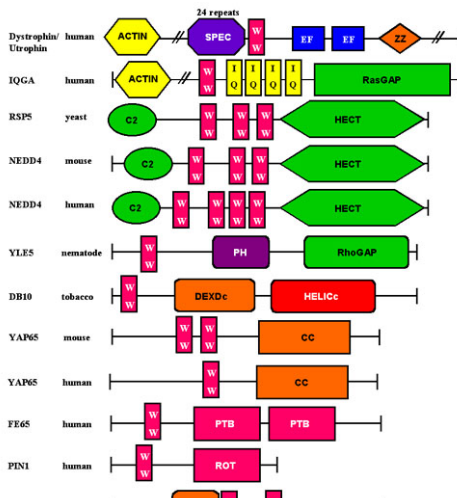 24 repeats
Dystrophin/ human ACTIN SPEC W W EF EF ZZ
Utrophin
IQGA human ACTIN W W I Q I Q I Q I Q RasGAP
RSP5 yeast C2 W W W W W W HECT
NEDD4 mouse C2 W W W W W W HECT
NEDD4 human C2 W W W W W W W W HECT
YLE5 nematode W W PH RhoGAP
DB10 tobacco W W DEXDc HELICc
YAP65 mouse W W W W CC
YAP65 human W W CC
FE65 human W W PTB PTB
PIN1 human W W ROT